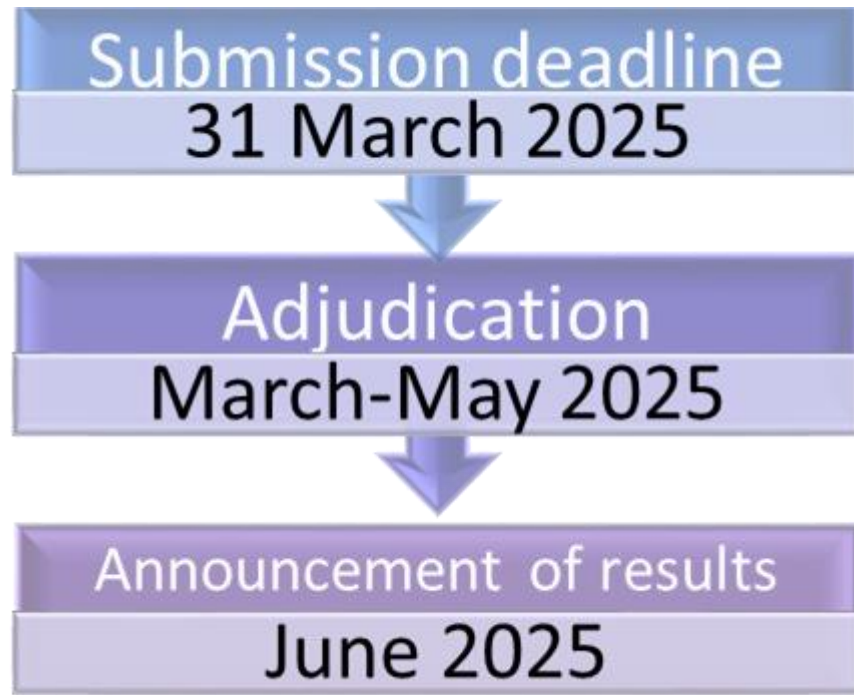 Submission deadline
31 March 2025
Adjudication
March-May 2025
Announcement of results
June 2025